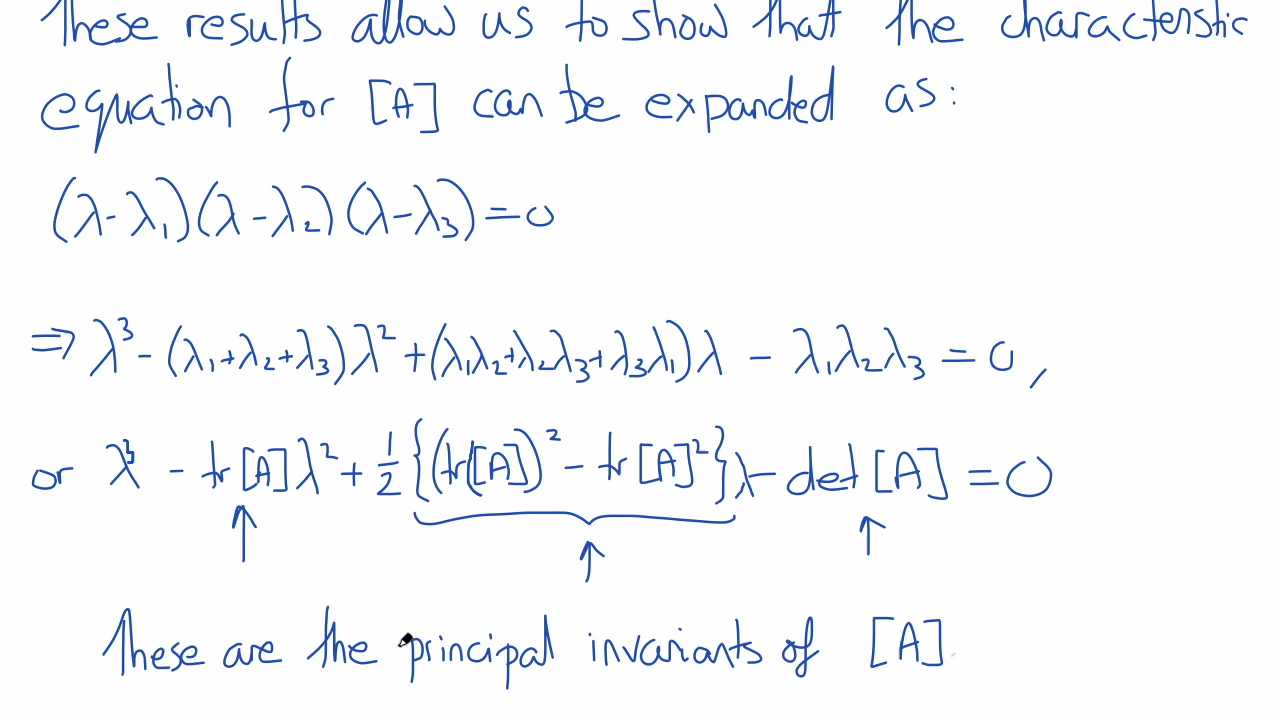 These results allow us to show that the characterstic
equation for [A] can be expanded as:
(λ-λ₁)(λ-λ₂)(λ-λ₃)=0
⇒ λ³-(λ₁+λ₂+λ₃)λ²+(λ₁λ₂+λ₂λ₃+λ₃λ₁)λ - λ₁λ₂λ₃ = 0,
or λ³ - tr[A]λ² + 1/2{(tr([A])² - tr[A]²}λ - det[A] = 0
↑ ↑ ↑
These are the principal invariants of [A]